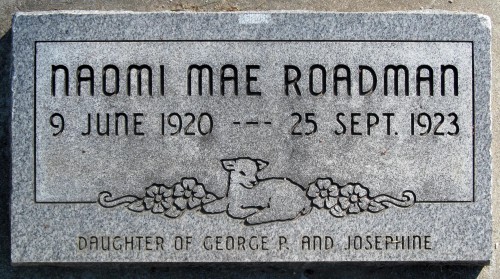 NAOMI MAE ROADMAN
9 JUNE 1920 --- 25 SEPT. 1923
DAUGHTER OF GEORGE P. AND JOSEPHINE